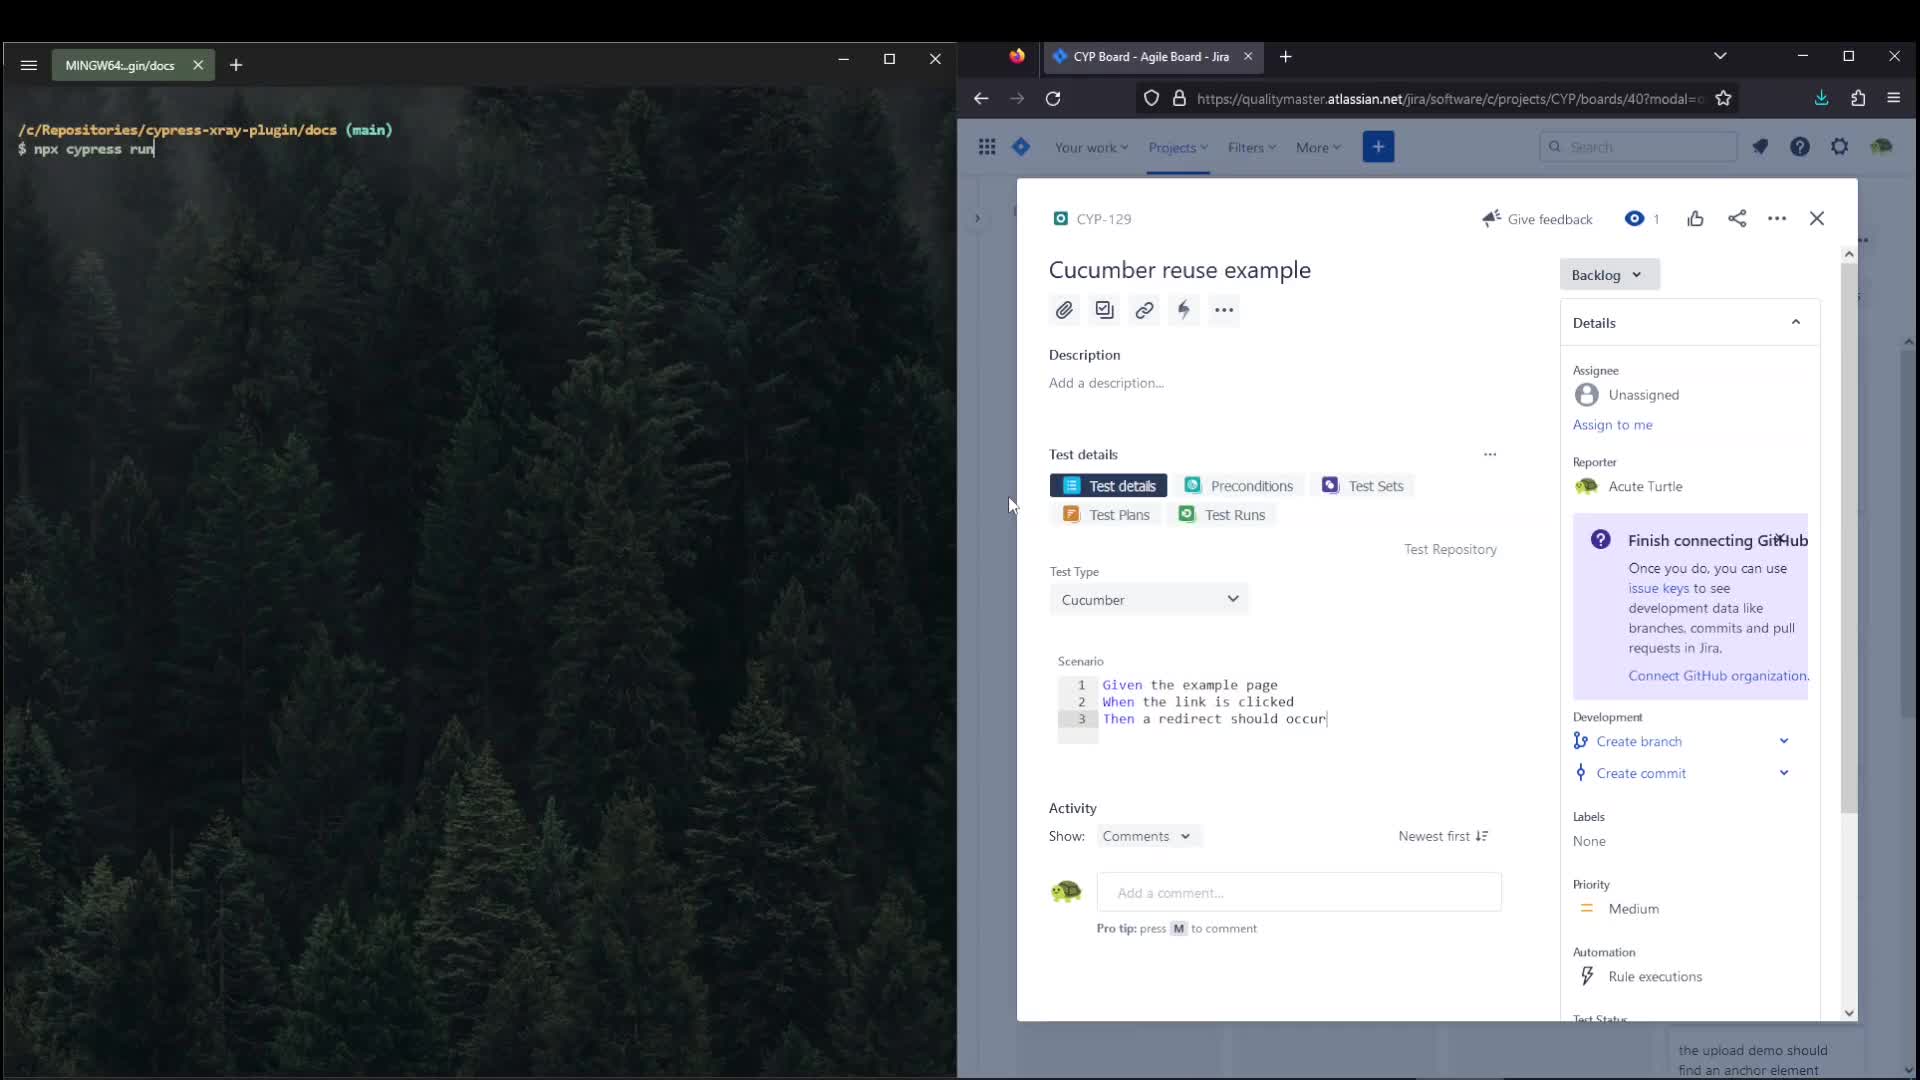 MINGW64:..gin/docs
/c/Repositories/cypress-xray-plugin/docs (main)
$ npx cypress run
CYP Board - Agile Board - Jira
https://qualitymaster.atlassian.net/jira/software/c/projects/CYP/boards/40?modal=
Your work
Projects
Filters
More
Search
CYP-129
Give feedback
1
Cucumber reuse example
Backlog
Description
Add a description...
Test details
Test details
Preconditions
Test Sets
Test Plans
Test Runs
Test Repository
Test Type
Cucumber
Scenario
1 Given the example page
2 When the link is clicked
3 Then a redirect should occur
Activity
Show:
Comments
Newest first
Add a comment...
Pro tip: press M to comment
Details
Assignee
Unassigned
Assign to me
Reporter
Acute Turtle
Finish connecting GitHub
Once you do, you can use
issue keys to see
development data like
branches, commits and pull
requests in Jira.
Connect GitHub organization.
Development
Create branch
Create commit
Labels
None
Priority
Medium
Automation
Rule executions
Test Status
the upload demo should
find an anchor element